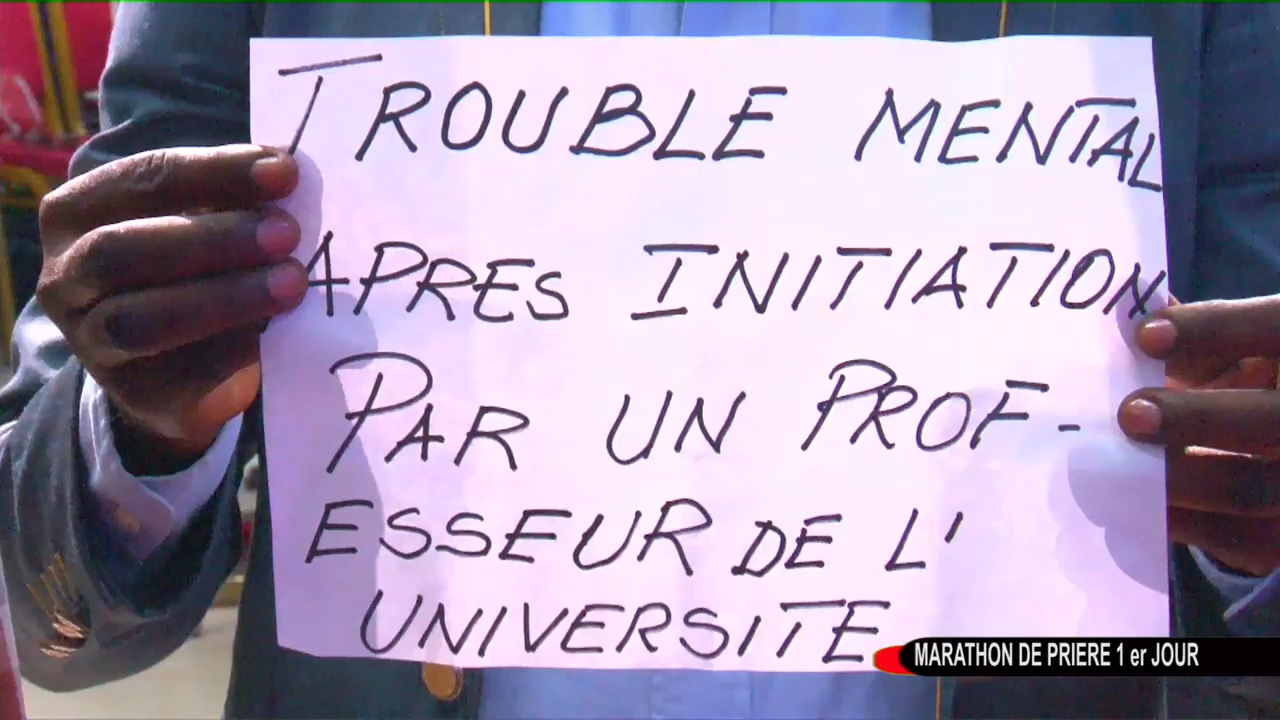 TROUBLE MENTAL
APRES INITIATION
PAR UN PROF-
ESSEUR DE L'
UNIVERSITE
MARATHON DE PRIERE 1 er JOUR